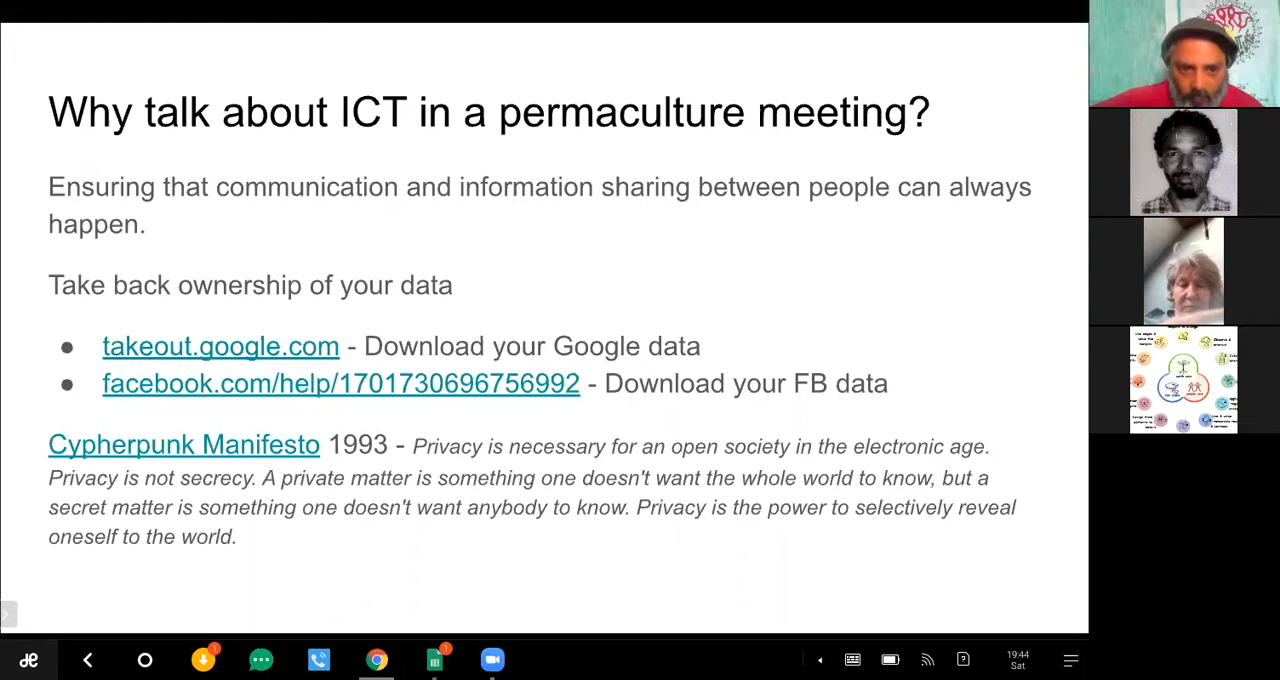 Why talk about ICT in a permaculture meeting?
Ensuring that communication and information sharing between people can always
happen.
Take back ownership of your data
● takeout.google.com - Download your Google data
● facebook.com/help/1701730696756992 - Download your FB data
Cypherpunk Manifesto 1993 - Privacy is necessary for an open society in the electronic age.
Privacy is not secrecy. A private matter is something one doesn't want the whole world to know, but a
secret matter is something one doesn't want anybody to know. Privacy is the power to selectively reveal
oneself to the world.
1
1
19:44
Sat